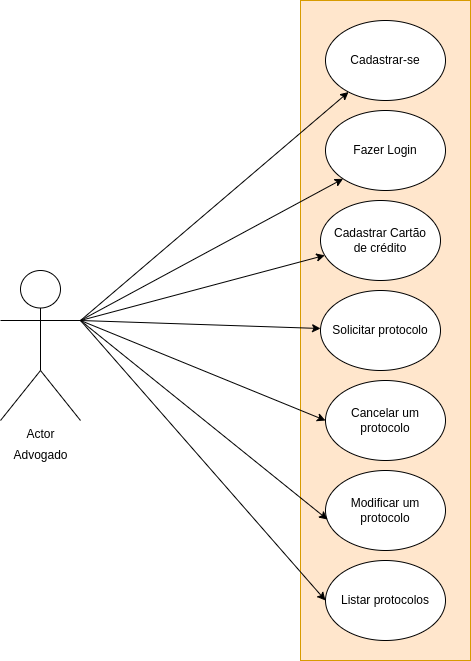 Cadastrar-se
Fazer Login
Cadastrar Cartão
de crédito
Solicitar protocolo
Cancelar um
protocolo
Modificar um
protocolo
Listar protocolos
Actor
Advogado